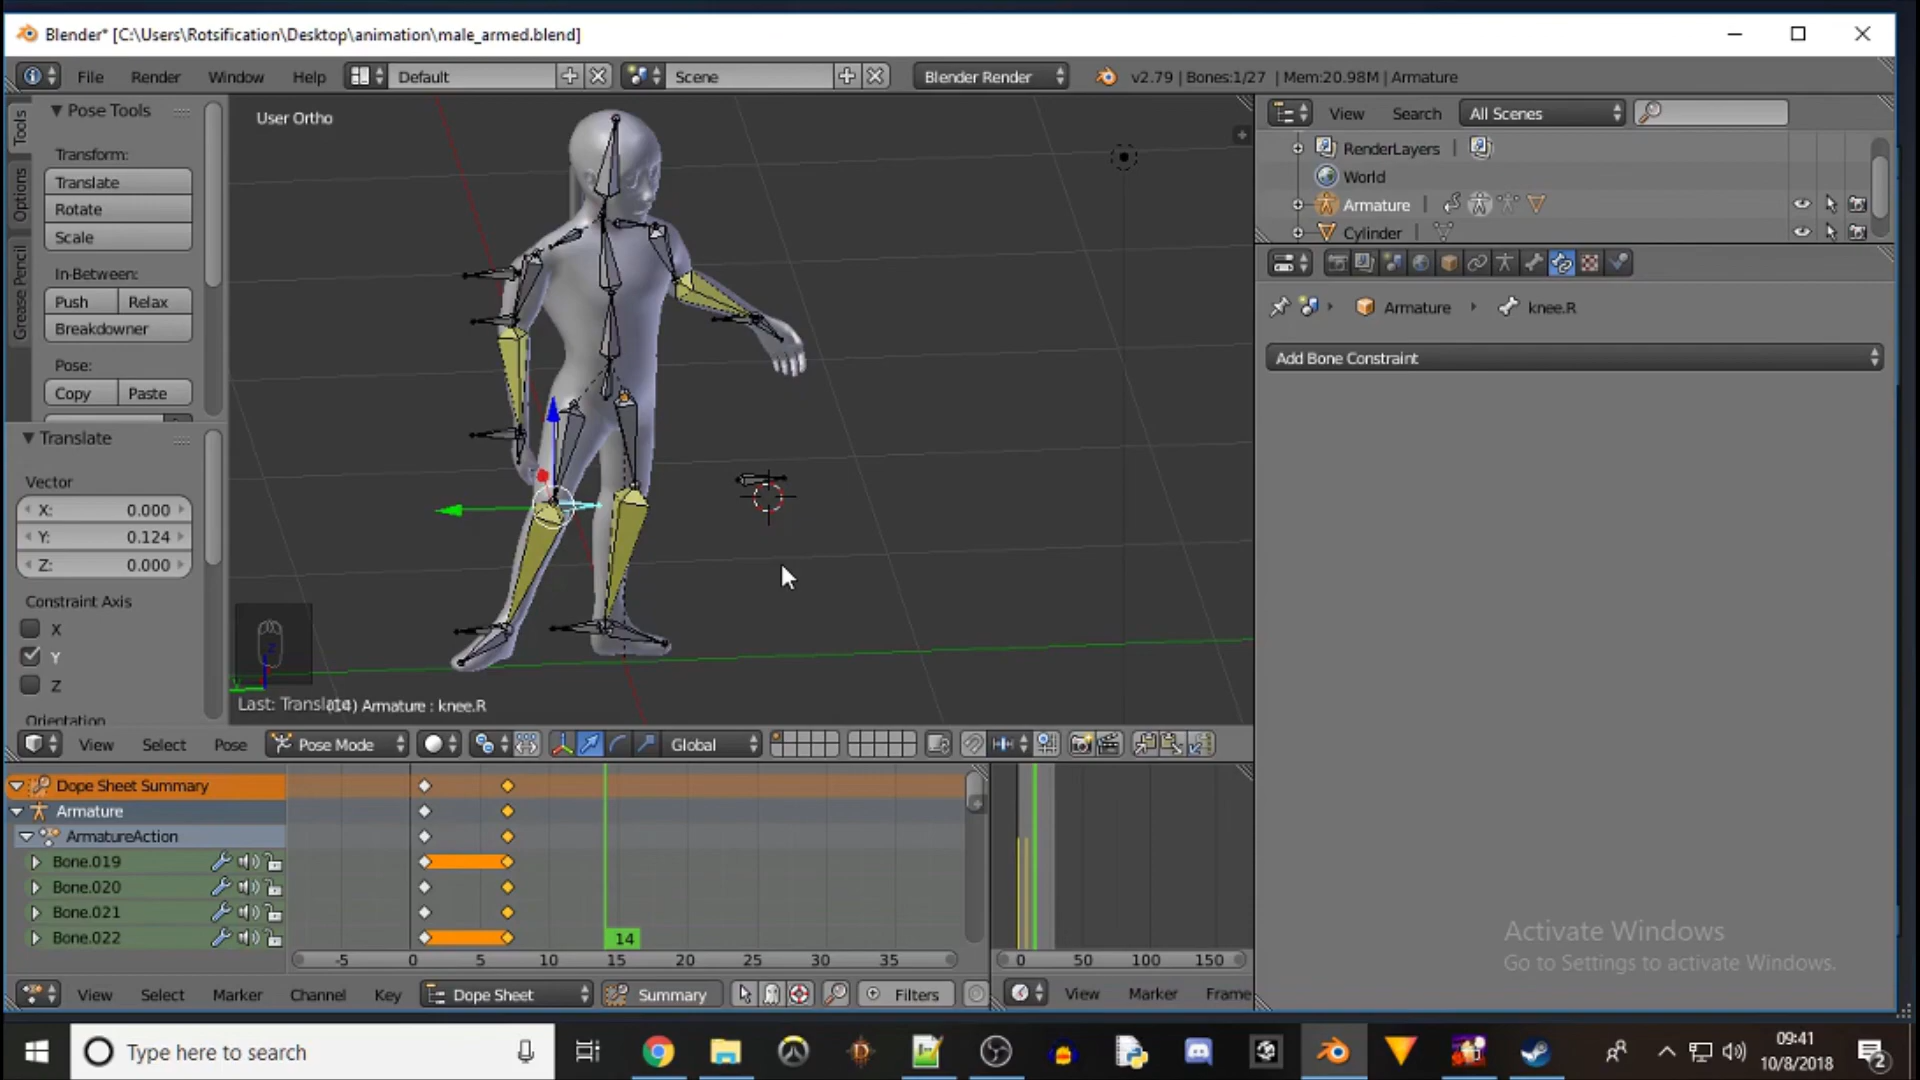 Blender* [C:\Users\Rotsification\Desktop\animation\male_armed.blend]
File Render Window Help Default Scene Blender Render v2.79 | Bones:1/27 | Mem:20.98M | Armature
Tools
Options
Grease Pencil
Pose Tools
Transform:
Translate
Rotate
Scale
In-Between:
Push Relax
Breakdowner
Pose:
Copy Paste
Translate
Vector
X: 0.000
Y: 0.124
Z: 0.000
Constraint Axis
X
Y
Z
Orientation
User Ortho
Last: Translate
(14) Armature : knee.R
View Select Pose Pose Mode Global
View Search All Scenes
RenderLayers |
World
Armature |
Cylinder |
Armature knee.R
Add Bone Constraint
Dope Sheet Summary
Armature
ArmatureAction
Bone.019
Bone.020
Bone.021
Bone.022
14
-5 0 5 10 15 20 25 30 35
0 50 100 150
View Select Marker Channel Key Dope Sheet Summary Filters
View Marker Frame
Activate Windows
Go to Settings to activate Windows.
Type here to search
09:41
10/8/2018
2